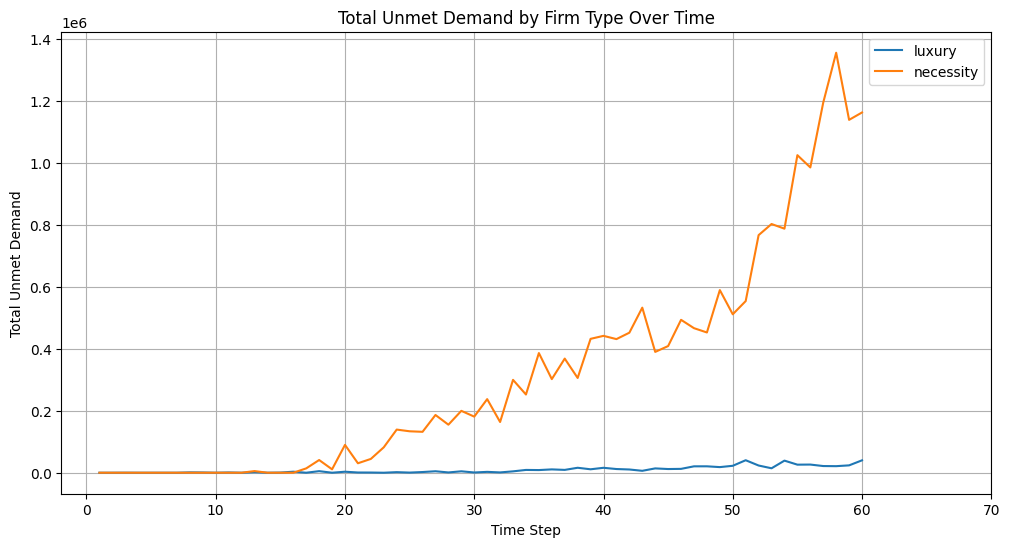 Total Unmet Demand by Firm Type Over Time
1e6
luxury
necessity
1.4
1.2
1.0
0.8
0.6
0.4
0.2
0.0
Total Unmet Demand
0 10 20 30 40 50 60 70
Time Step